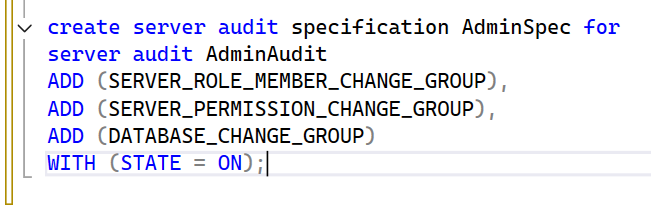 create server audit specification AdminSpec for
server audit AdminAudit
ADD (SERVER_ROLE_MEMBER_CHANGE_GROUP),
ADD (SERVER_PERMISSION_CHANGE_GROUP),
ADD (DATABASE_CHANGE_GROUP)
WITH (STATE = ON);